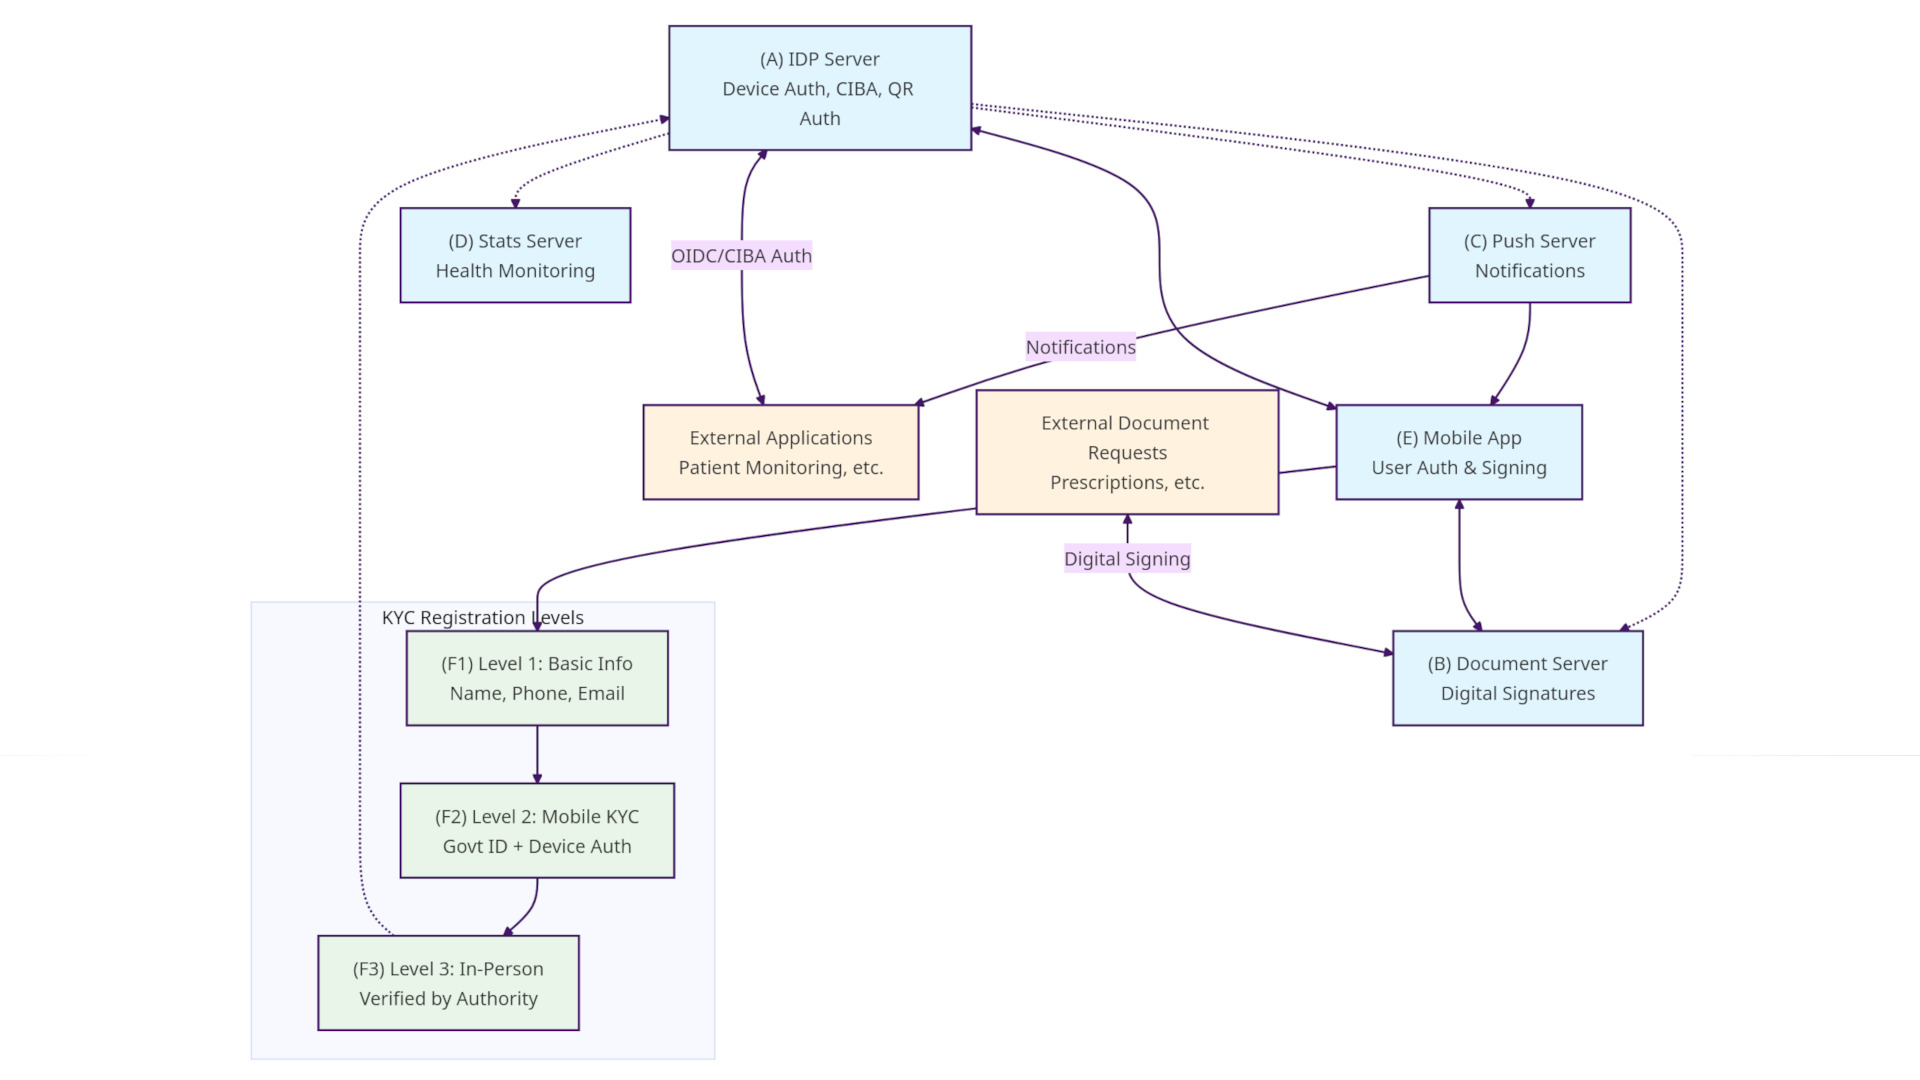 (A) IDP Server
Device Auth, CIBA, QR
Auth
(D) Stats Server
Health Monitoring
OIDC/CIBA Auth
(C) Push Server
Notifications
Notifications
External Applications
Patient Monitoring, etc.
External Document
Requests
Prescriptions, etc.
(E) Mobile App
User Auth & Signing
Digital Signing
KYC Registration Levels
(F1) Level 1: Basic Info
Name, Phone, Email
(B) Document Server
Digital Signatures
(F2) Level 2: Mobile KYC
Govt ID + Device Auth
(F3) Level 3: In-Person
Verified by Authority